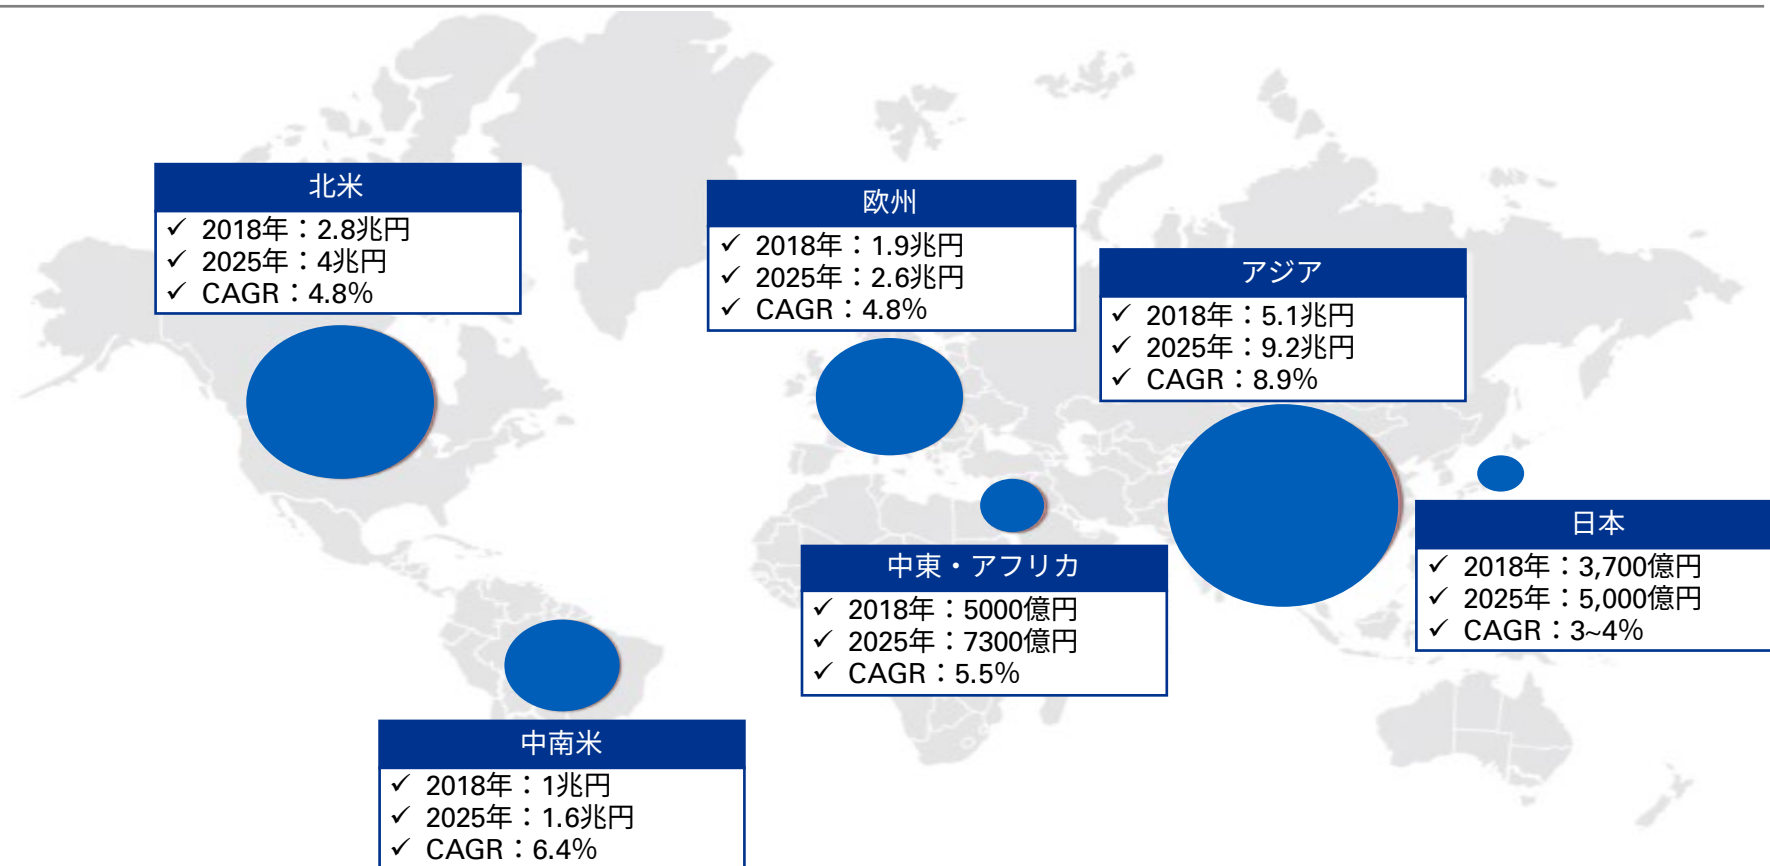 北米
✓ 2018年：2.8兆円
✓ 2025年：4兆円
✓ CAGR：4.8%
欧州
✓ 2018年：1.9兆円
✓ 2025年：2.6兆円
✓ CAGR：4.8%
アジア
✓ 2018年：5.1兆円
✓ 2025年：9.2兆円
✓ CAGR：8.9%
日本
✓ 2018年：3,700億円
✓ 2025年：5,000億円
✓ CAGR：3~4%
中東・アフリカ
✓ 2018年：5000億円
✓ 2025年：7300億円
✓ CAGR：5.5%
中南米
✓ 2018年：1兆円
✓ 2025年：1.6兆円
✓ CAGR：6.4%